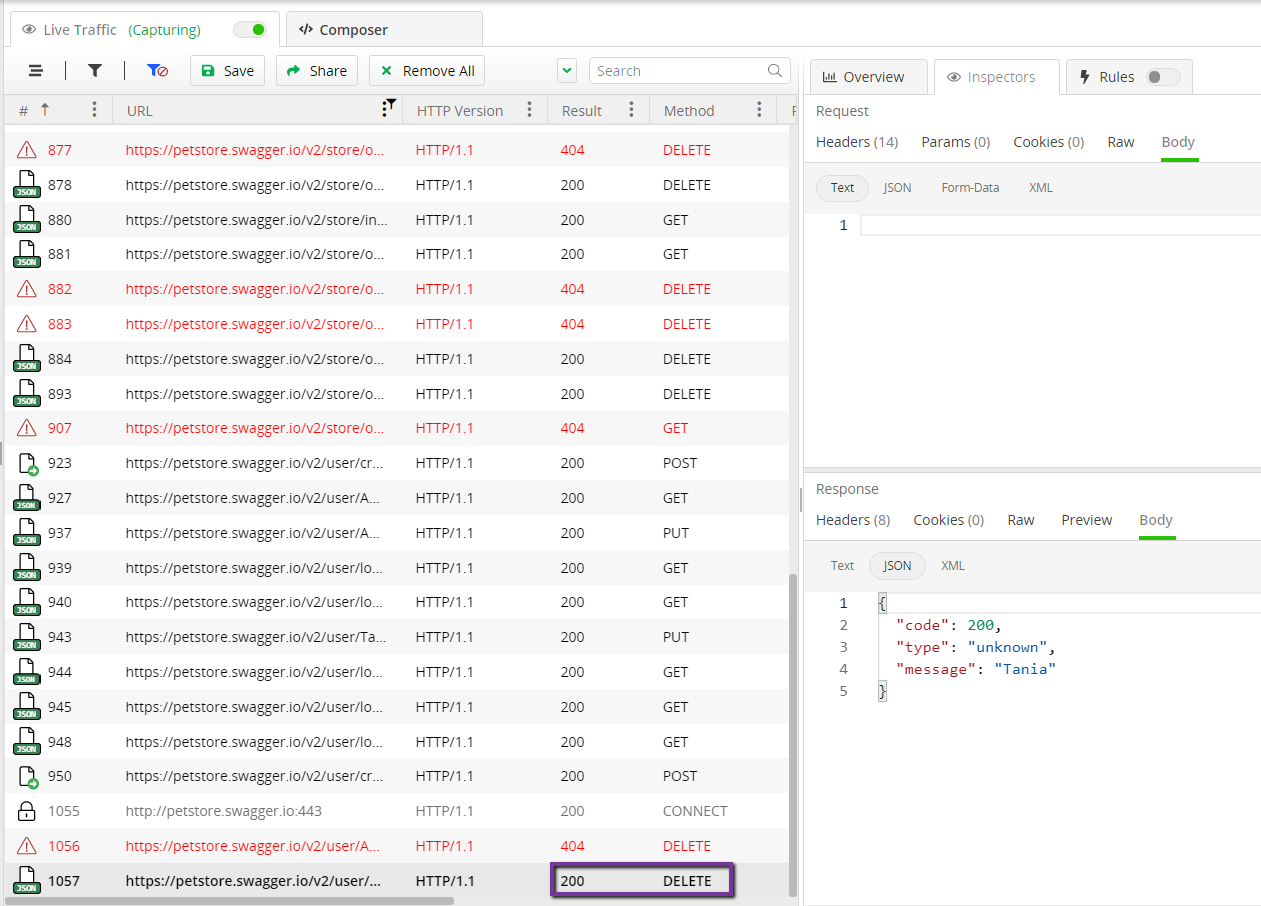 Live Traffic (Capturing) Composer
Save Share Remove All Search
# URL HTTP Version Result Method
877 https://petstore.swagger.io/v2/store/o... HTTP/1.1 404 DELETE
JSON 878 https://petstore.swagger.io/v2/store/o... HTTP/1.1 200 DELETE
JSON 880 https://petstore.swagger.io/v2/store/in... HTTP/1.1 200 GET
JSON 881 https://petstore.swagger.io/v2/store/o... HTTP/1.1 200 GET
882 https://petstore.swagger.io/v2/store/o... HTTP/1.1 404 DELETE
883 https://petstore.swagger.io/v2/store/o... HTTP/1.1 404 DELETE
JSON 884 https://petstore.swagger.io/v2/store/o... HTTP/1.1 200 DELETE
JSON 893 https://petstore.swagger.io/v2/store/o... HTTP/1.1 200 DELETE
907 https://petstore.swagger.io/v2/store/o... HTTP/1.1 404 GET
923 https://petstore.swagger.io/v2/user/cr... HTTP/1.1 200 POST
JSON 927 https://petstore.swagger.io/v2/user/A... HTTP/1.1 200 GET
JSON 937 https://petstore.swagger.io/v2/user/A... HTTP/1.1 200 PUT
JSON 939 https://petstore.swagger.io/v2/user/lo... HTTP/1.1 200 GET
JSON 940 https://petstore.swagger.io/v2/user/lo... HTTP/1.1 200 GET
JSON 943 https://petstore.swagger.io/v2/user/Ta... HTTP/1.1 200 PUT
JSON 944 https://petstore.swagger.io/v2/user/lo... HTTP/1.1 200 GET
JSON 945 https://petstore.swagger.io/v2/user/lo... HTTP/1.1 200 GET
JSON 948 https://petstore.swagger.io/v2/user/lo... HTTP/1.1 200 GET
950 https://petstore.swagger.io/v2/user/cr... HTTP/1.1 200 POST
1055 http://petstore.swagger.io:443 HTTP/1.1 200 CONNECT
1056 https://petstore.swagger.io/v2/user/A... HTTP/1.1 404 DELETE
JSON 1057 https://petstore.swagger.io/v2/user/... HTTP/1.1 200 DELETE
Overview Inspectors Rules
Request
Headers (14) Params (0) Cookies (0) Raw Body
Text JSON Form-Data XML
1
Response
Headers (8) Cookies (0) Raw Preview Body
Text JSON XML
1 {
2 "code": 200,
3 "type": "unknown",
4 "message": "Tania"
5 }